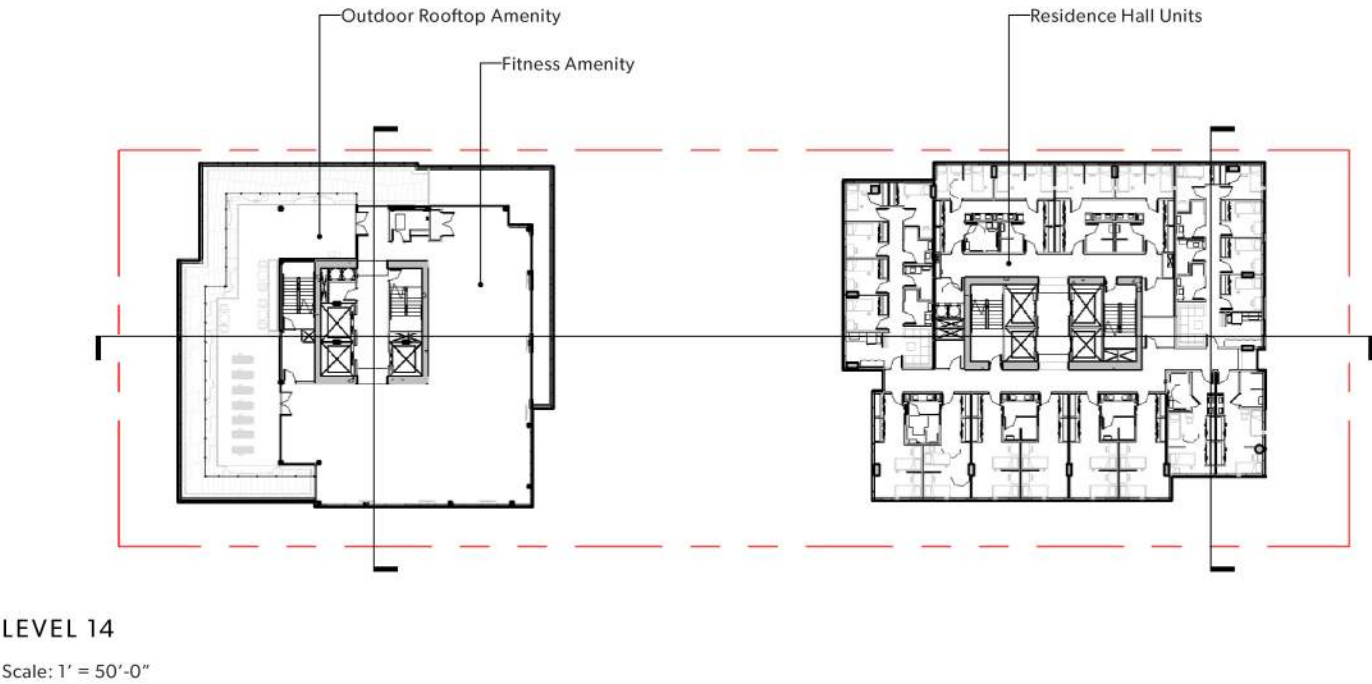 Outdoor Rooftop Amenity
Residence Hall Units
Fitness Amenity
LEVEL 14
Scale: 1’ = 50’-0”